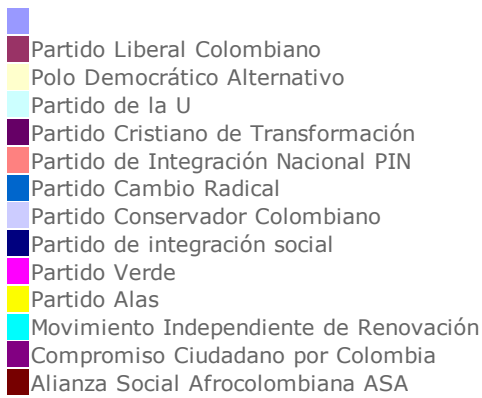 Partido Liberal Colombiano
Polo Democrático Alternativo
Partido de la U
Partido Cristiano de Transformación
Partido de Integración Nacional PIN
Partido Cambio Radical
Partido Conservador Colombiano
Partido de integración social
Partido Verde
Partido Alas
Movimiento Independiente de Renovación
Compromiso Ciudadano por Colombia
Alianza Social Afrocolombiana ASA